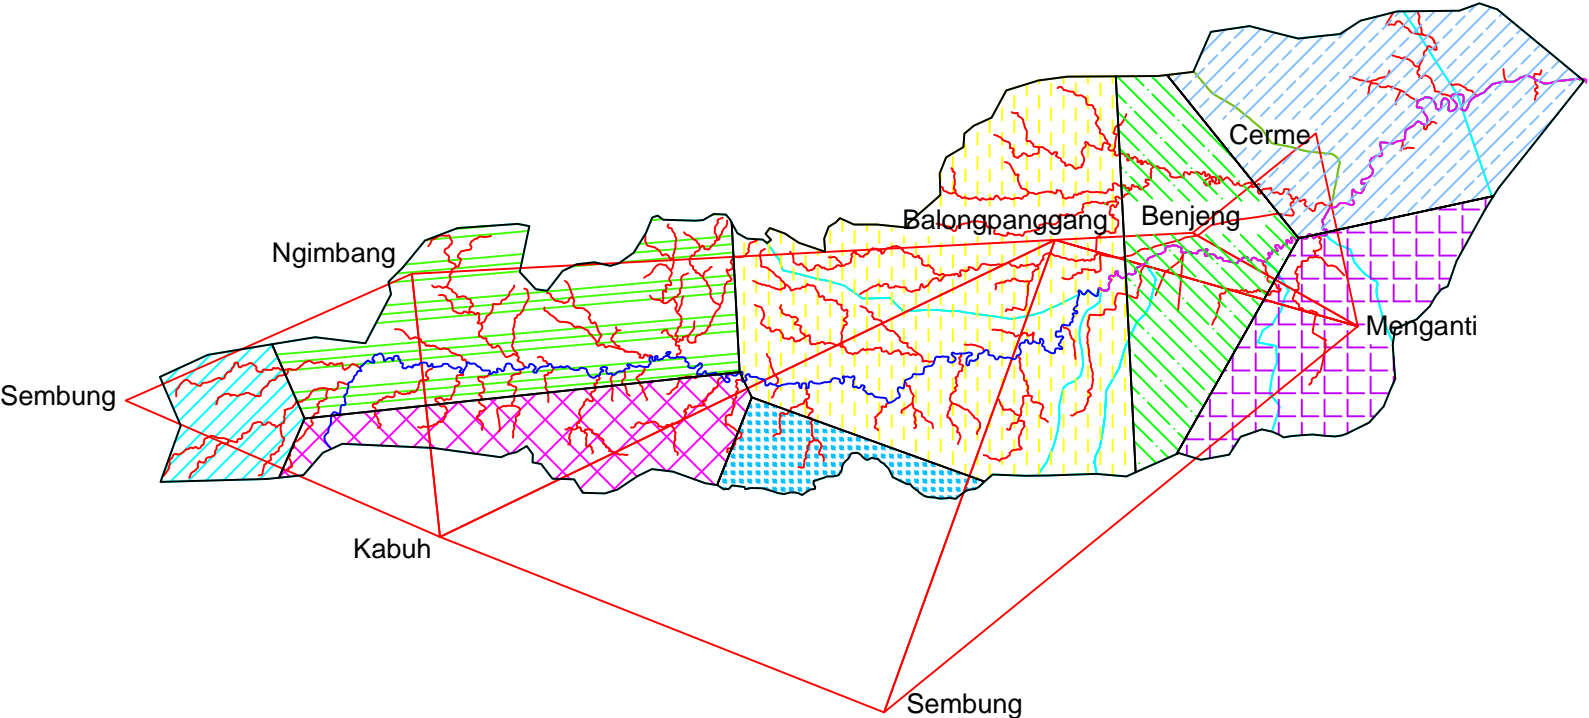 Cerme
Balongpanggang
Benjeng
Ngimbang
Menganti
Sembung
Kabuh
Sembung